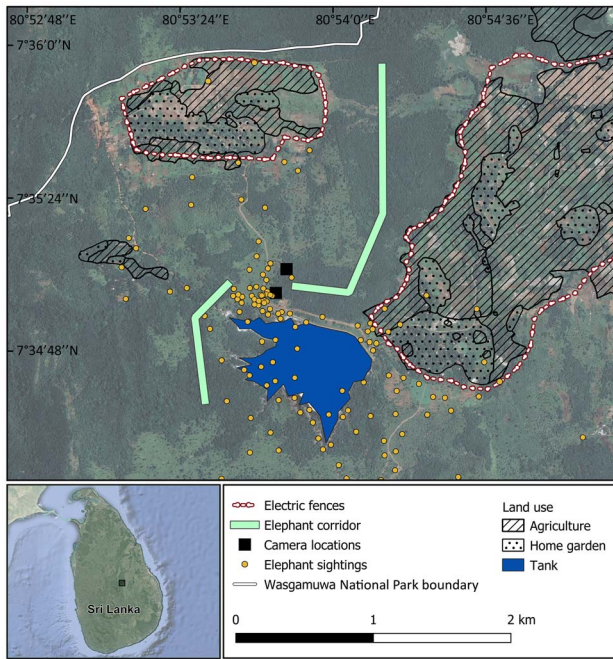 80°52'48''E
80°53'24''E
80°54'0''E
80°54'36''E
7°36'0''N
7°35'24''N
7°34'48''N
Sri Lanka
Electric fences
Elephant corridor
Camera locations
Elephant sightings
Wasgamuwa National Park boundary
Land use
Agriculture
Home garden
Tank
0 1 2 km